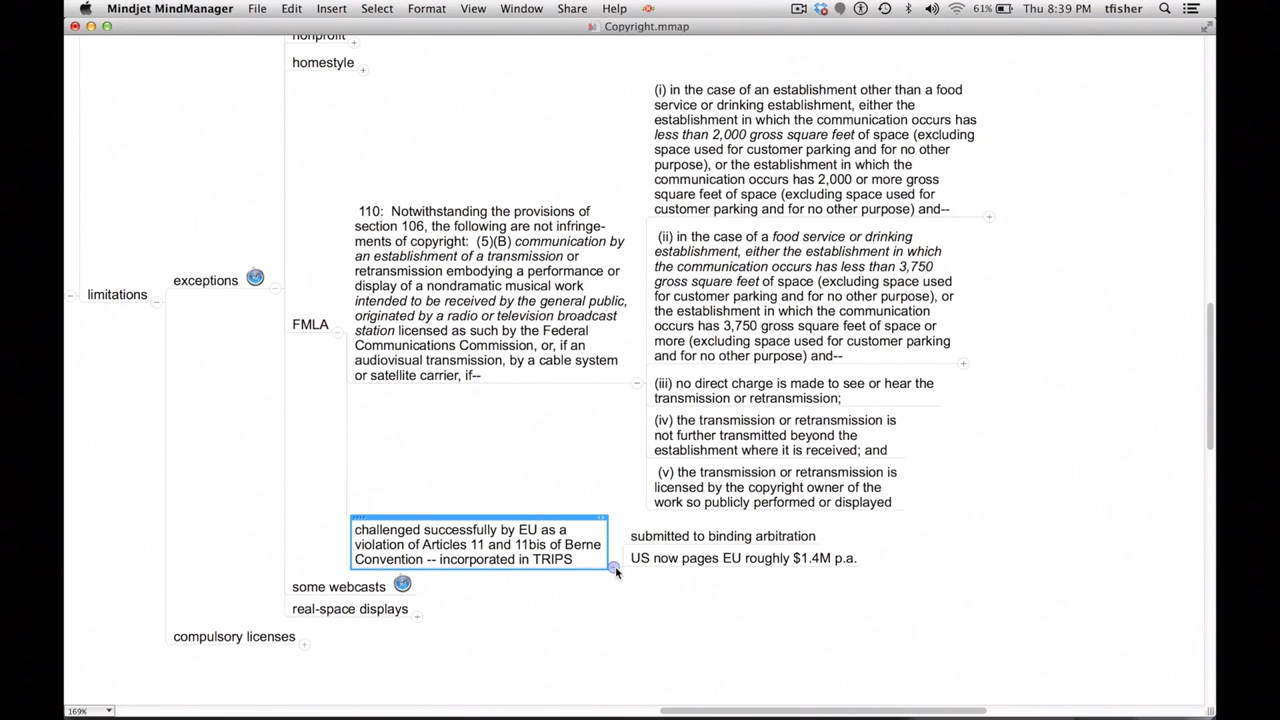 Mindjet MindManager File Edit Insert Select Format View Window Share Help 61% Thu 8:39 PM tfisher
Copyright.mmap
nonprofit
homestyle
(i) in the case of an establishment other than a food
service or drinking establishment, either the
establishment in which the communication occurs has
less than 2,000 gross square feet of space (excluding
space used for customer parking and for no other
purpose), or the establishment in which the
communication occurs has 2,000 or more gross
square feet of space (excluding space used for
customer parking and for no other purpose) and--
110: Notwithstanding the provisions of
section 106, the following are not infringe-
ments of copyright: (5)(B) communication by
an establishment of a transmission or
retransmission embodying a performance or
display of a nondramatic musical work
intended to be received by the general public,
originated by a radio or television broadcast
station licensed as such by the Federal
Communications Commission, or, if an
audiovisual transmission, by a cable system
or satellite carrier, if--
(ii) in the case of a food service or drinking
establishment, either the establishment in which
the communication occurs has less than 3,750
gross square feet of space (excluding space used
for customer parking and for no other purpose), or
the establishment in which the communication
occurs has 3,750 gross square feet of space or
more (excluding space used for customer parking
and for no other purpose) and--
exceptions
limitations
FMLA
(iii) no direct charge is made to see or hear the
transmission or retransmission;
(iv) the transmission or retransmission is
not further transmitted beyond the
establishment where it is received; and
(v) the transmission or retransmission is
licensed by the copyright owner of the
work so publicly performed or displayed
challenged successfully by EU as a
violation of Articles 11 and 11bis of Berne
Convention -- incorporated in TRIPS
submitted to binding arbitration
US now pages EU roughly $1.4M p.a.
some webcasts
real-space displays
compulsory licenses
169%